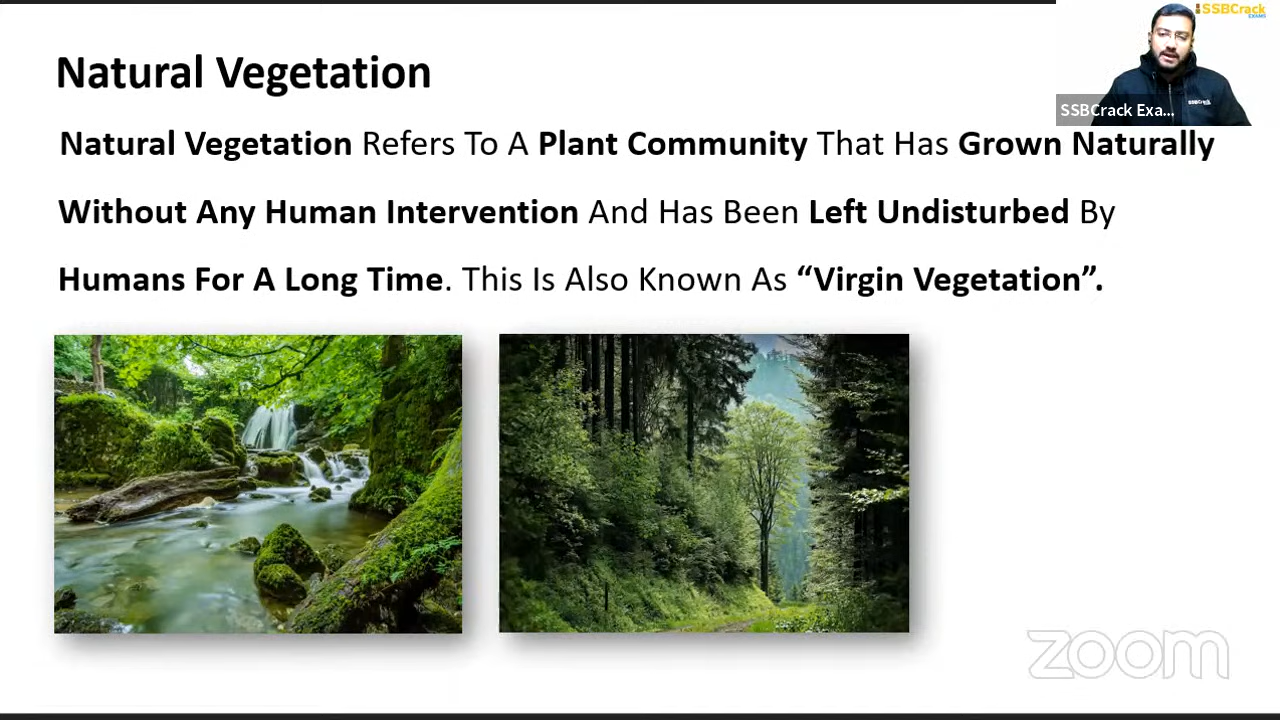 SSBCrack
EXAMS
SSBCrack Exa...
Natural Vegetation
Natural Vegetation Refers To A Plant Community That Has Grown Naturally
Without Any Human Intervention And Has Been Left Undisturbed By
Humans For A Long Time. This Is Also Known As “Virgin Vegetation”.
zoom